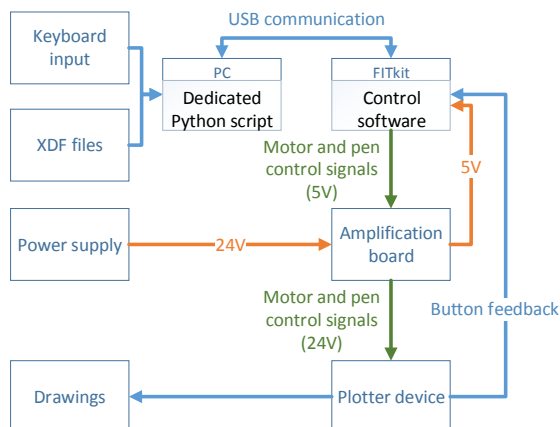 USB communication
Keyboard
input
PC
Dedicated
Python script
FITkit
Control
software
XDF files
Motor and pen
control signals
(5V)
5V
Power supply
24V
Amplification
board
Motor and pen
control signals
(24V)
Button feedback
Drawings
Plotter device